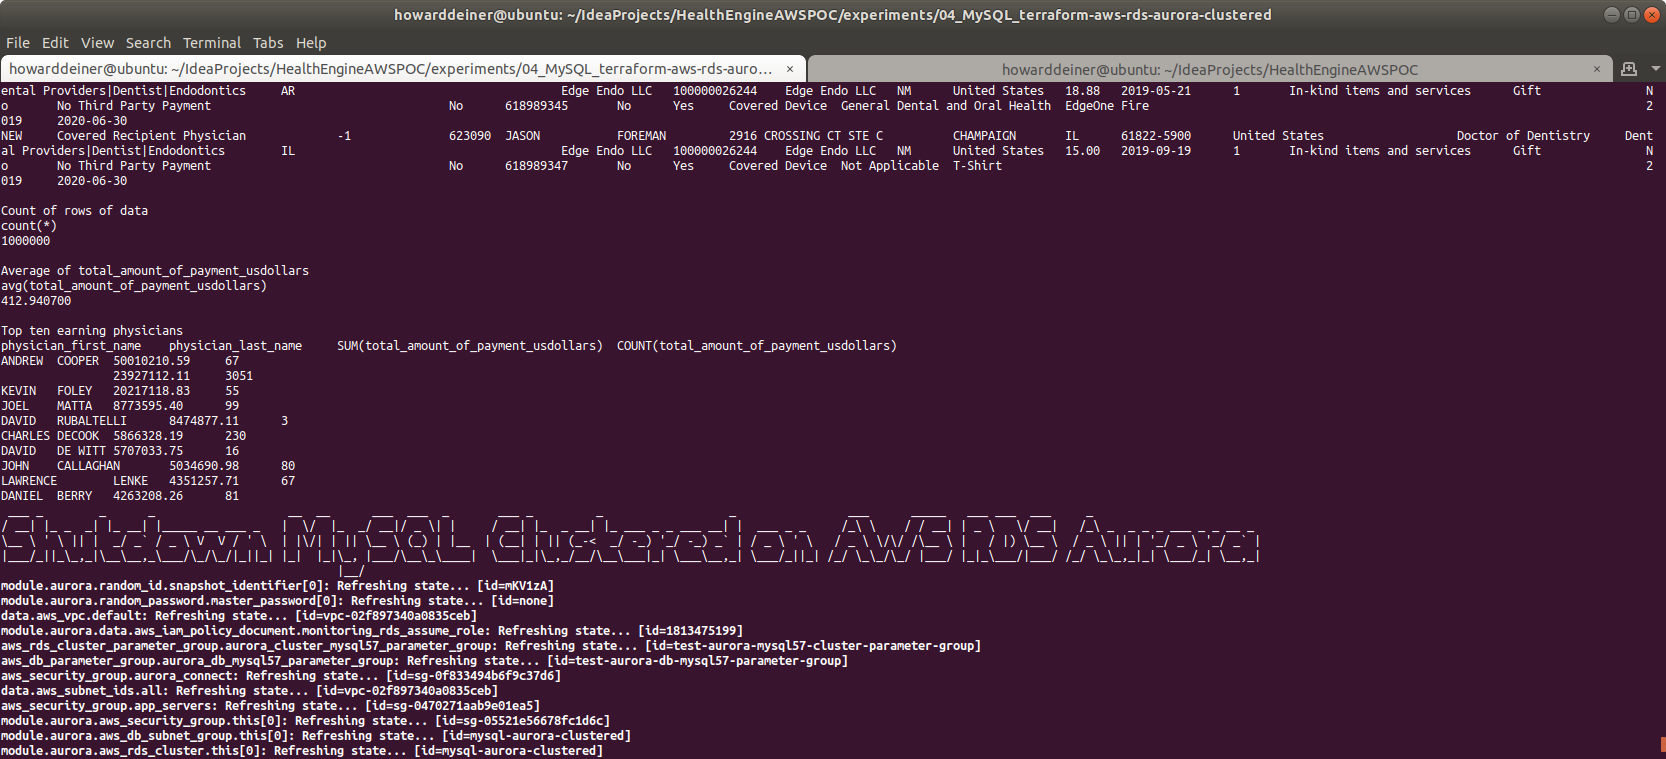 howarddeiner@ubuntu: ~/IdeaProjects/HealthEngineAWSPOC/experiments/04_MySQL_terraform-aws-rds-aurora-clustered
File Edit View Search Terminal Tabs Help
howarddeiner@ubuntu: ~/IdeaProjects/HealthEngineAWSPOC/experiments/04_MySQL_terraform-aws-rds-auro... ×
howarddeiner@ubuntu: ~/IdeaProjects/HealthEngineAWSPOC ×
ental Providers|Dentist|Endodontics AR Edge Endo LLC 100000026244 Edge Endo LLC NM United States 18.88 2019-05-21 1 In-kind items and services Gift N
o No Third Party Payment No 618989345 No Yes Covered Device General Dental and Oral Health EdgeOne Fire 2
019 2020-06-30
NEW Covered Recipient Physician -1 623090 JASON FOREMAN 2916 CROSSING CT STE C CHAMPAIGN IL 61822-5900 United States Doctor of Dentistry Dent
al Providers|Dentist|Endodontics IL Edge Endo LLC 100000026244 Edge Endo LLC NM United States 15.00 2019-09-19 1 In-kind items and services Gift N
o No Third Party Payment No 618989347 No Yes Covered Device Not Applicable T-Shirt 2
019 2020-06-30
Count of rows of data
count(*)
1000000
Average of total_amount_of_payment_usdollars
avg(total_amount_of_payment_usdollars)
412.940700
Top ten earning physicians
physician_first_name physician_last_name SUM(total_amount_of_payment_usdollars) COUNT(total_amount_of_payment_usdollars)
ANDREW COOPER 50010210.59 67
23927112.11 3051
KEVIN FOLEY 20217118.83 55
JOEL MATTA 8773595.40 99
DAVID RUBALTELLI 8474877.11 3
CHARLES DECOOK 5866328.19 230
DAVID DE WITT 5707033.75 16
JOHN CALLAGHAN 5034690.98 80
LAWRENCE LENKE 4351257.71 67
DANIEL BERRY 4263208.26 81
Shutdown MySQL Clustered on AWS RDS Aurora
module.aurora.random_id.snapshot_identifier[0]: Refreshing state... [id=mKV1zA]
module.aurora.random_password.master_password[0]: Refreshing state... [id=none]
data.aws_vpc.default: Refreshing state... [id=vpc-02f897340a0835ceb]
module.aurora.data.aws_iam_policy_document.monitoring_rds_assume_role: Refreshing state... [id=1813475199]
aws_rds_cluster_parameter_group.aurora_cluster_mysql57_parameter_group: Refreshing state... [id=test-aurora-mysql57-cluster-parameter-group]
aws_db_parameter_group.aurora_db_mysql57_parameter_group: Refreshing state... [id=test-aurora-db-mysql57-parameter-group]
aws_security_group.aurora_connect: Refreshing state... [id=sg-0f833494b6f9c37d6]
data.aws_subnet_ids.all: Refreshing state... [id=vpc-02f897340a0835ceb]
aws_security_group.app_servers: Refreshing state... [id=sg-0470271aab9e01ea5]
module.aurora.aws_security_group.this[0]: Refreshing state... [id=sg-05521e56678fc1d6c]
module.aurora.aws_db_subnet_group.this[0]: Refreshing state... [id=mysql-aurora-clustered]
module.aurora.aws_rds_cluster.this[0]: Refreshing state... [id=mysql-aurora-clustered]